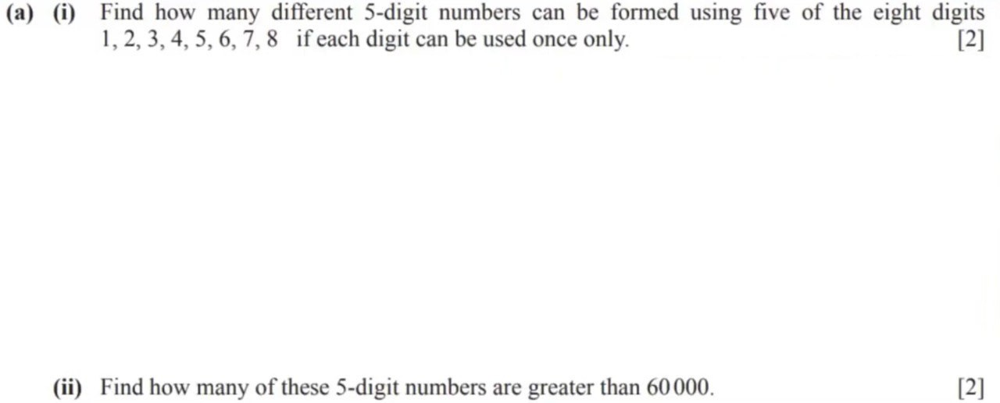 (a) (i) Find how many different 5-digit numbers can be formed using five of the eight digits
1, 2, 3, 4, 5, 6, 7, 8 if each digit can be used once only. [2]
(ii) Find how many of these 5-digit numbers are greater than 60 000. [2]